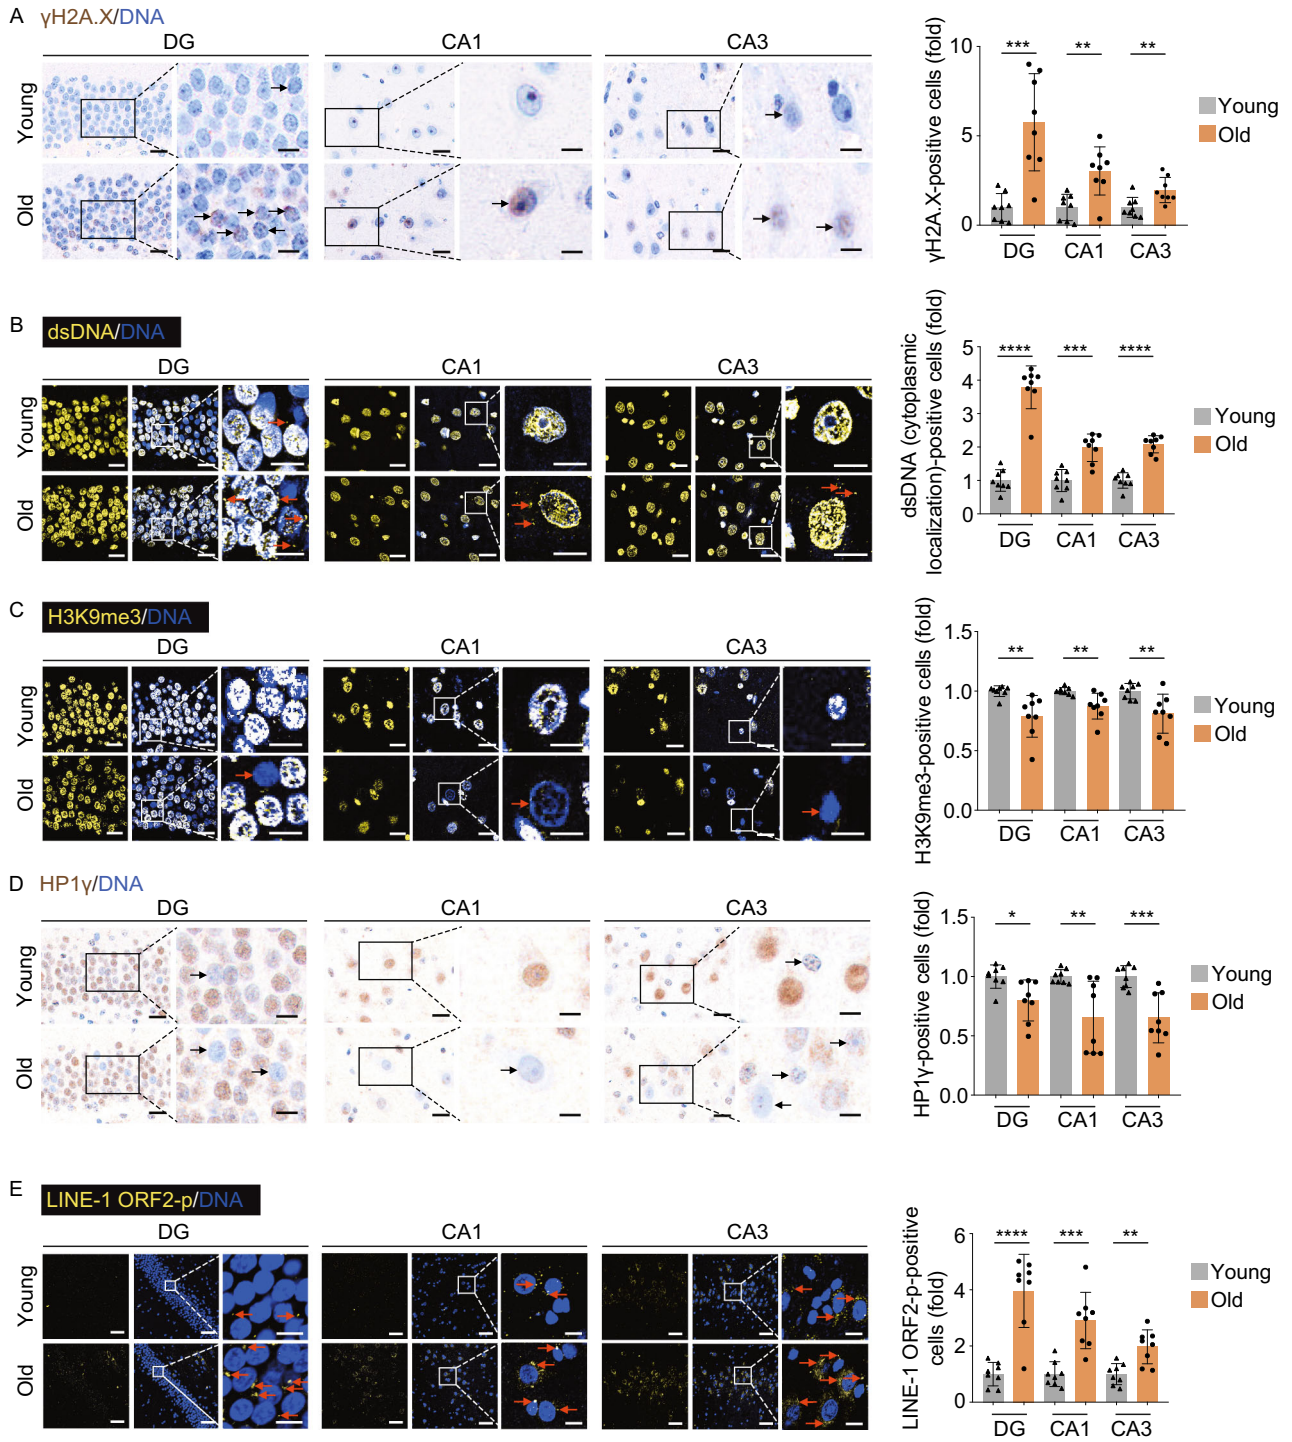 A γH2A.X/DNA
DG CA1 CA3
Young
Old
γH2A.X-positive cells (fold)
10
5
0
*** ** **
DG CA1 CA3
Young
Old
B dsDNA/DNA
DG CA1 CA3
Young
Old
dsDNA (cytoplasmic
localization)-positive cells (fold)
5
4
3
2
1
0
**** *** ****
DG CA1 CA3
Young
Old
C H3K9me3/DNA
DG CA1 CA3
Young
Old
H3K9me3-positive cells (fold)
1.5
1.0
0.5
0.0
** ** **
DG CA1 CA3
Young
Old
D HP1γ/DNA
DG CA1 CA3
Young
Old
HP1γ-positive cells (fold)
1.5
1.0
0.5
0.0
* ** ***
DG CA1 CA3
Young
Old
E LINE-1 ORF2-p/DNA
DG CA1 CA3
Young
Old
LINE-1 ORF2-p-positive
cells (fold)
6
4
2
0
**** *** **
DG CA1 CA3
Young
Old